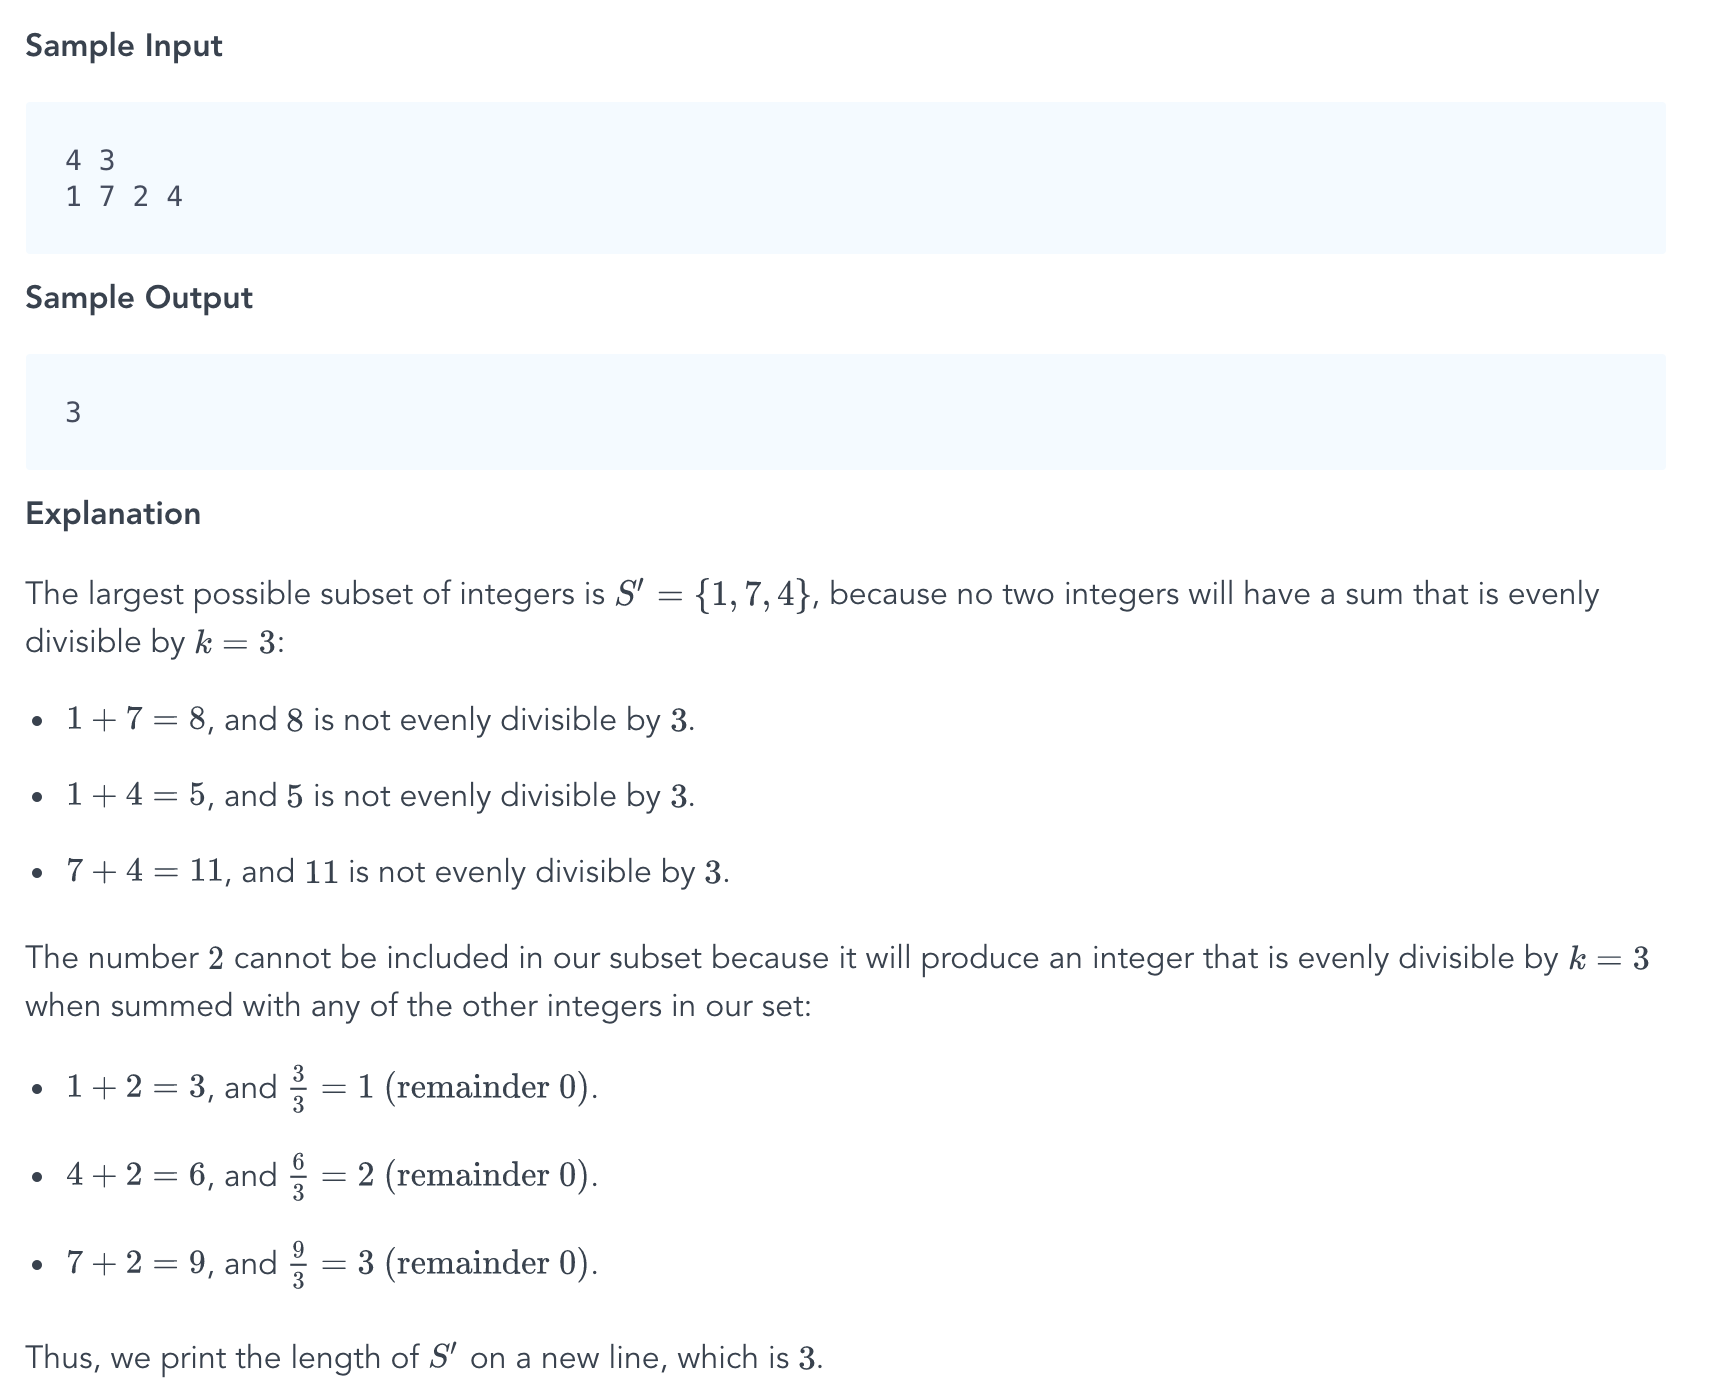 Sample Input
4 3
1 7 2 4
Sample Output
3
Explanation
The largest possible subset of integers is S′ = {1, 7, 4}, because no two integers will have a sum that is evenly
divisible by k = 3:
• 1 + 7 = 8, and 8 is not evenly divisible by 3.
• 1 + 4 = 5, and 5 is not evenly divisible by 3.
• 7 + 4 = 11, and 11 is not evenly divisible by 3.
The number 2 cannot be included in our subset because it will produce an integer that is evenly divisible by k = 3
when summed with any of the other integers in our set:
• 1 + 2 = 3, and 3/3 = 1 (remainder 0).
• 4 + 2 = 6, and 6/3 = 2 (remainder 0).
• 7 + 2 = 9, and 9/3 = 3 (remainder 0).
Thus, we print the length of S′ on a new line, which is 3.